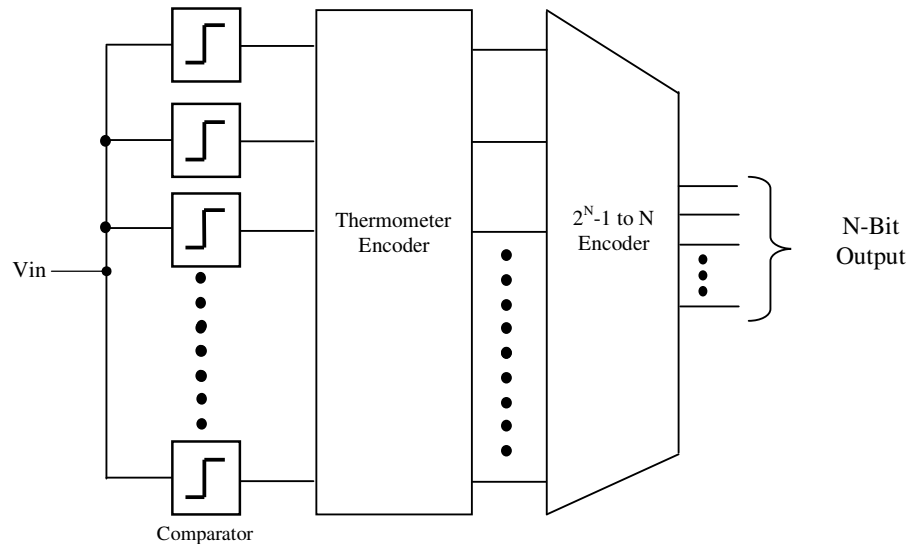 Vin
Comparator
Thermometer
Encoder
2^N-1 to N
Encoder
N-Bit
Output